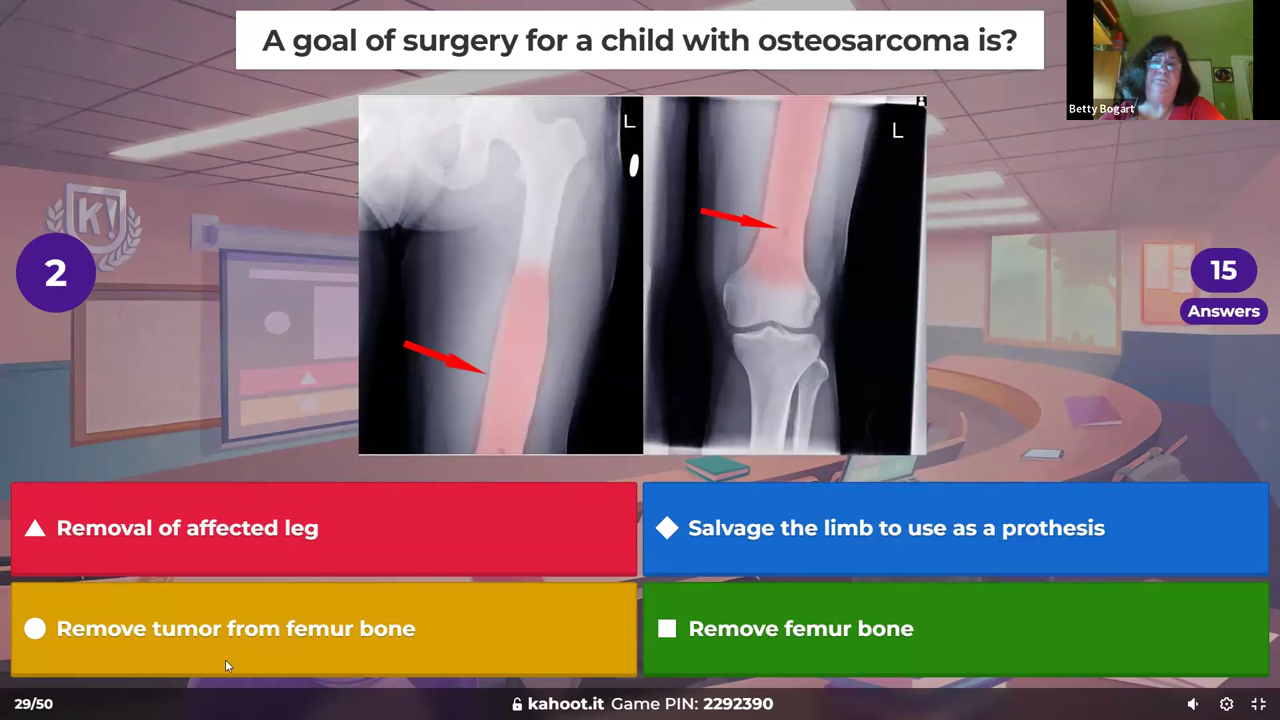 A goal of surgery for a child with osteosarcoma is?
Betty Bogart
L
L
K!
2
15
Answers
Removal of affected leg
Salvage the limb to use as a prothesis
Remove tumor from femur bone
Remove femur bone
29/50
kahoot.it Game PIN: 2292390